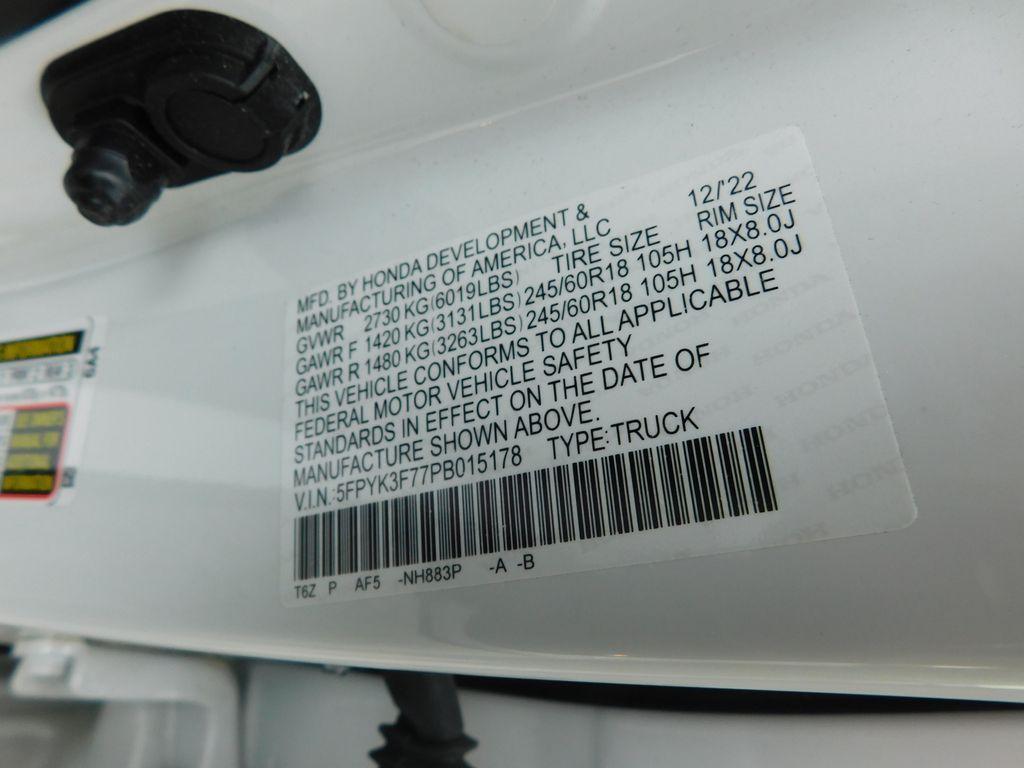 MFD. BY HONDA DEVELOPMENT &
MANUFACTURING OF AMERICA, LLC 12/'22
GVWR 2730 KG(6019LBS) TIRE SIZE RIM SIZE
GAWR F 1420 KG(3131LBS) 245/60R18 105H 18X8.0J
GAWR R 1480 KG(3263LBS) 245/60R18 105H 18X8.0J
THIS VEHICLE CONFORMS TO ALL APPLICABLE
FEDERAL MOTOR VEHICLE SAFETY
STANDARDS IN EFFECT ON THE DATE OF
MANUFACTURE SHOWN ABOVE.
V.I.N.:5FPYK3F77PB015178 TYPE:TRUCK
T6Z P AF5 -NH883P -A -B
HONDA